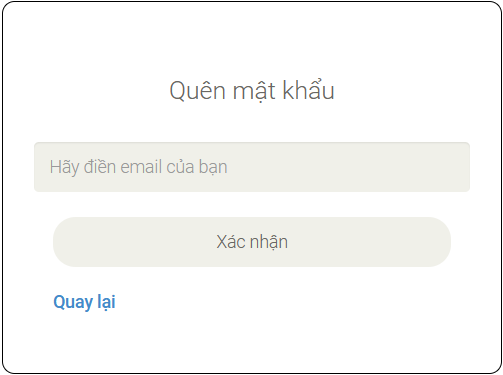 Quên mật khẩu
Hãy điền email của bạn
Xác nhận
Quay lại